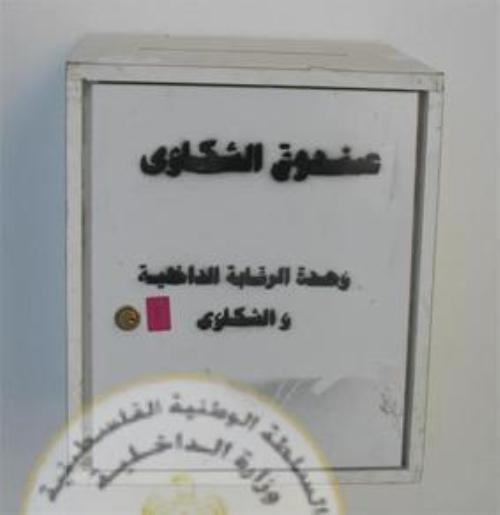 صندوق الشكاوى
وحدة الرقابة الداخلية
و الشكاوى
السلطة الوطنية الفلسطينية
وزارة الداخلية